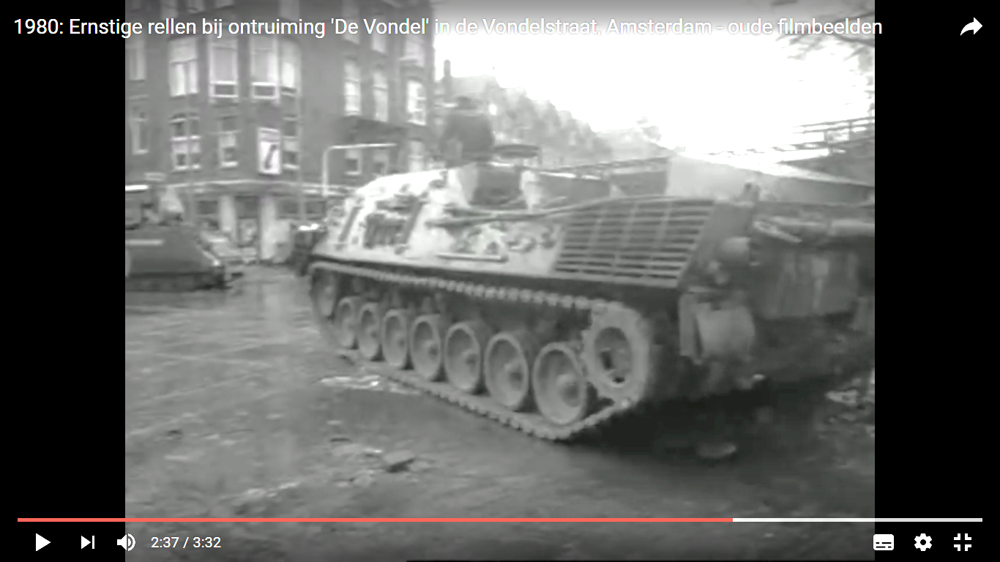 1980: Ernstige rellen bij ontruiming 'De Vondel' in de Vondelstraat, Amsterdam - oude filmbeelden
2:37 / 3:32